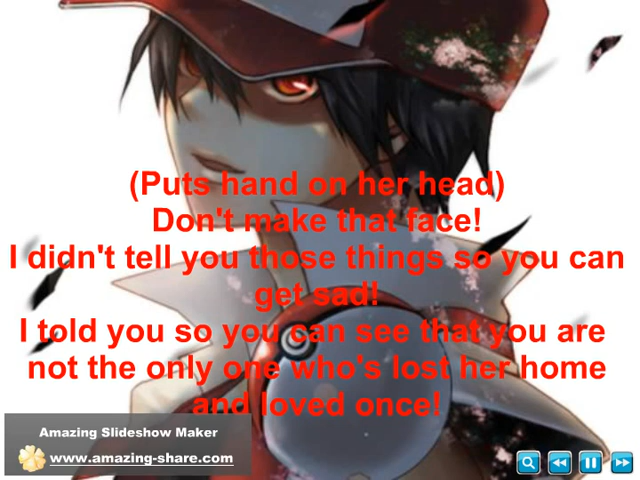 (Puts hand on her head)
Don't make that face!
I didn't tell you those things so you can
get sad!
I told you so you can see that you are
not the only one who's lost her home
and loved once!
Amazing Slideshow Maker
www.amazing-share.com